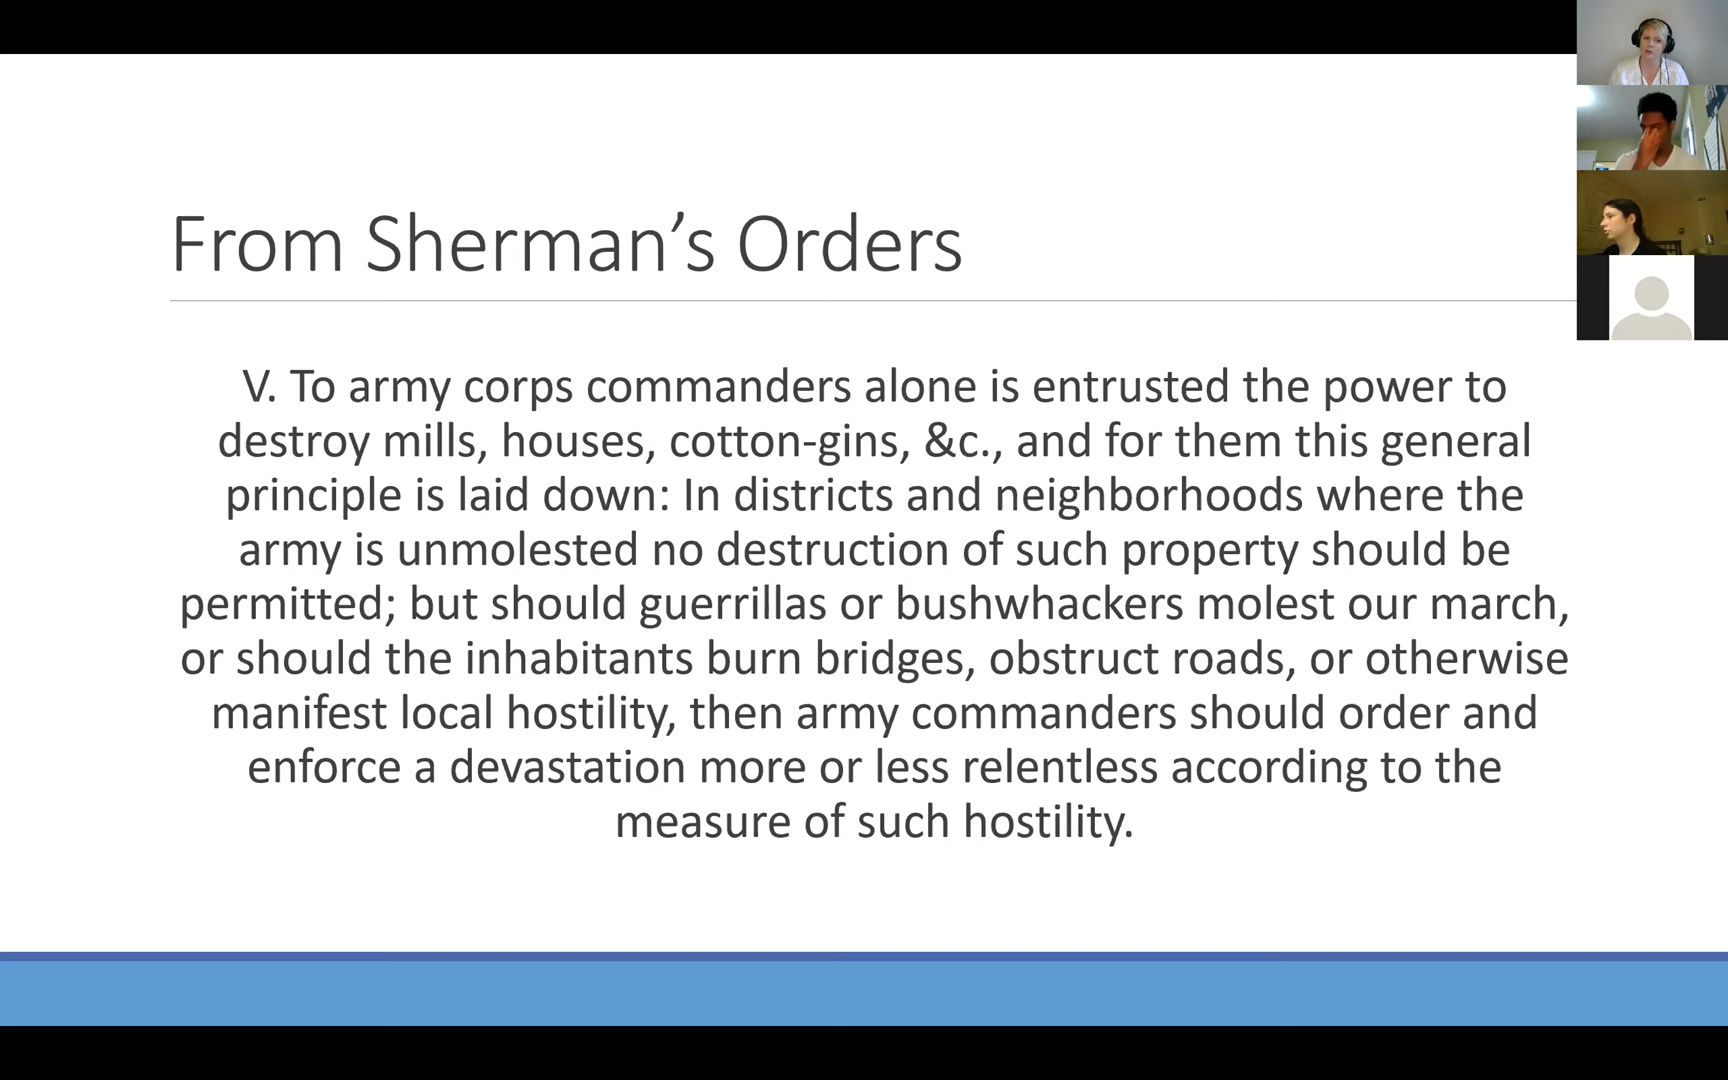 From Sherman’s Orders
V. To army corps commanders alone is entrusted the power to
destroy mills, houses, cotton-gins, &c., and for them this general
principle is laid down: In districts and neighborhoods where the
army is unmolested no destruction of such property should be
permitted; but should guerrillas or bushwhackers molest our march,
or should the inhabitants burn bridges, obstruct roads, or otherwise
manifest local hostility, then army commanders should order and
enforce a devastation more or less relentless according to the
measure of such hostility.